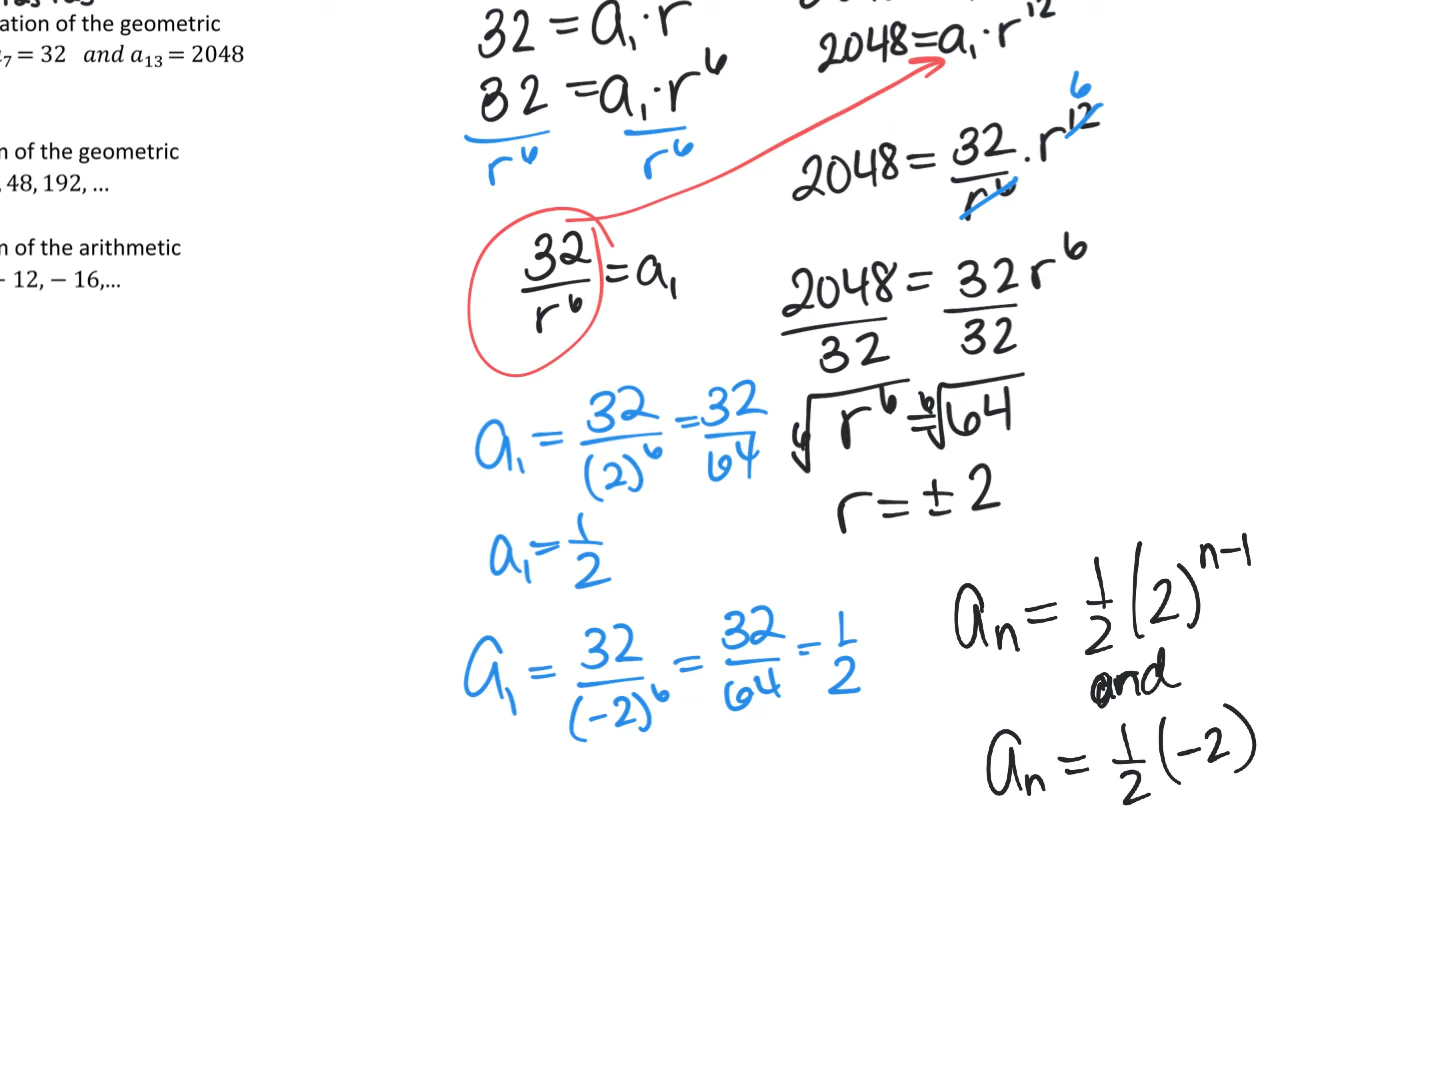 ation of the geometric
7 = 32 and a13 = 2048
n of the geometric
, 48, 192, ...
n of the arithmetic
- 12, − 16,...
32 = a₁·r
32 = a₁·r⁶
r⁶ r⁶
32/r⁶ = a₁
2048 = a₁·r¹²
6
2048 = 32/r⁶ · r¹²
2048/32 = 32r⁶/32
⁶√r⁶ = ⁶√64
r = ± 2
a₁ = 32/(2)⁶ = 32/64
a₁ = 1/2
a₁ = 32/(-2)⁶ = 32/64 = 1/2
aₙ = 1/2 (2)ⁿ⁻¹
and
aₙ = 1/2 (-2)